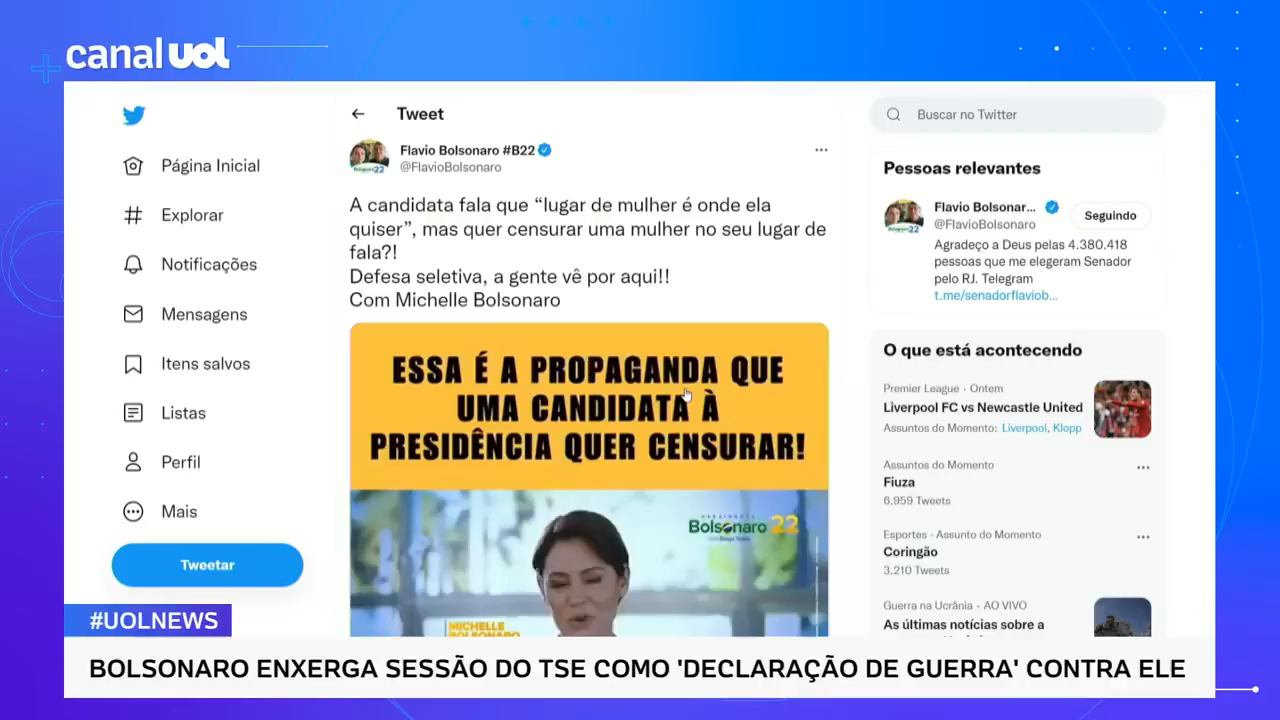 canal UOL
Tweet
Buscar no Twitter
Flavio Bolsonaro #B22
@FlavioBolsonaro
Página Inicial
Explorar
Notificações
Mensagens
Itens salvos
Listas
Perfil
Mais
Tweetar
A candidata fala que “lugar de mulher é onde ela
quiser”, mas quer censurar uma mulher no seu lugar de
fala?!
Defesa seletiva, a gente vê por aqui!!
Com Michelle Bolsonaro
ESSA É A PROPAGANDA QUE
UMA CANDIDATA À
PRESIDÊNCIA QUER CENSURAR!
Bolsonaro 22
MICHELLE
BOLSONARO
Pessoas relevantes
Flavio Bolsonar...
@FlavioBolsonaro
Seguindo
Agradeço a Deus pelas 4.380.418
pessoas que me elegeram Senador
pelo RJ. Telegram
t.me/senadorflaviob...
O que está acontecendo
Premier League · Ontem
Liverpool FC vs Newcastle United
Assuntos do Momento: Liverpool, Klopp
Assuntos do Momento
Fiuza
6.959 Tweets
Esportes · Assunto do Momento
Coringão
3.210 Tweets
Guerra na Ucrânia · AO VIVO
As últimas notícias sobre a
#UOLNEWS
BOLSONARO ENXERGA SESSÃO DO TSE COMO 'DECLARAÇÃO DE GUERRA' CONTRA ELE